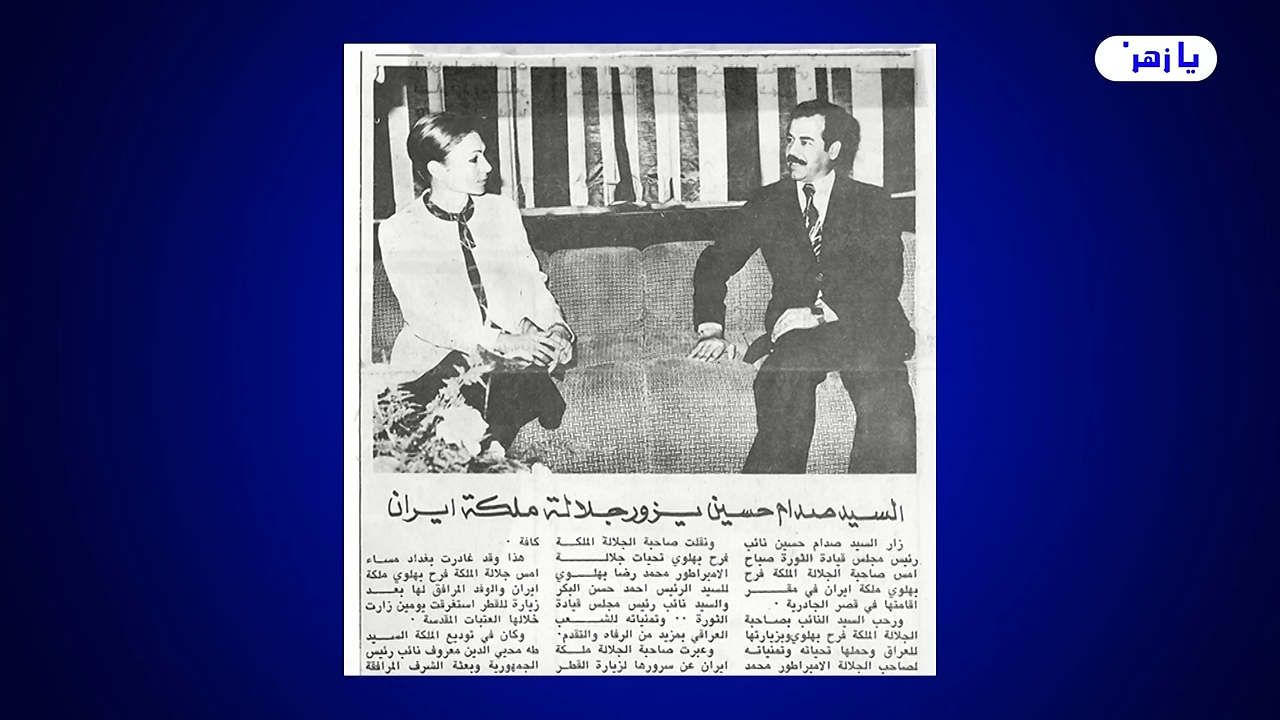 يا زهر
السيد صدام حسين يزور جلالة ملكة ايران
زار السيد صدام حسين نائب
رئيس مجلس قيادة الثورة صباح
امس صاحبة الجلالة الملكة فرح
بهلوي ملكة ايران في مقر
اقامتها في قصر الجادرية .
ورحب السيد النائب بصاحبة
الجلالة الملكة فرح بهلوي وبزيارتها
للعراق وحملها تحياته وتمنياته
لصاحب الجلالة الامبراطور محمد
ونقلت صاحبة الجلالة الملكة
فرح بهلوي تحيات جلالة
الامبراطور محمد رضا بهلوي
للسيد الرئيس احمد حسن البكر
والسيد نائب رئيس مجلس قيادة
الثورة .. وتمنياته للشعب
العراقي بمزيد من الرفاه والتقدم.
وعبرت صاحبة الجلالة ملكة
ايران عن سرورها لزيارة القطر
كافة .
هذا وقد غادرت بغداد مساء
امس جلالة الملكة فرح بهلوي ملكة
ايران والوفد المرافق لها بعد
زيارة للقطر استغرقت يومين زارت
خلالها العتبات المقدسة .
وكان في توديع الملكة السيد
طه محيي الدين معروف نائب رئيس
الجمهورية وبعثة الشرف المرافقة